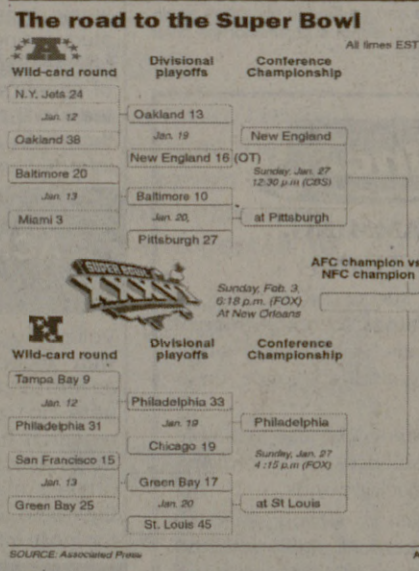 The road to the Super Bowl
All times EST
A
Wild-card round
Divisional
playoffs
Conference
Championship
N.Y. Jets 24
Jan. 12
Oakland 38
Baltimore 20
Jan. 13
Miami 3
Oakland 13
Jan. 19
New England 16 (OT)
Baltimore 10
Jan. 20,
Pittsburgh 27
New England
Sunday, Jan. 27
12:30 p.m (CBS)
at Pittsburgh
SUPER BOWL
XXXVI
Sunday, Feb. 3,
6:18 p.m. (FOX)
At New Orleans
AFC champion vs
NFC champion
N
Wild-card round
Divisional
playoffs
Conference
Championship
Tampa Bay 9
Jan. 12
Philadelphia 31
San Francisco 15
Jan. 13
Green Bay 25
Philadelphia 33
Jan. 19
Chicago 19
Green Bay 17
Jan. 20
St. Louis 45
Philadelphia
Sunday, Jan. 27
4:15 p.m (FOX)
at St Louis
SOURCE: Associated Press